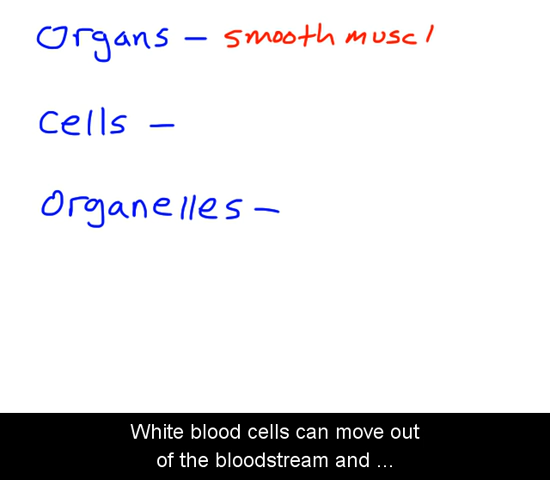 Organs - smooth muscl
Cells -
Organelles -
White blood cells can move out
of the bloodstream and ...